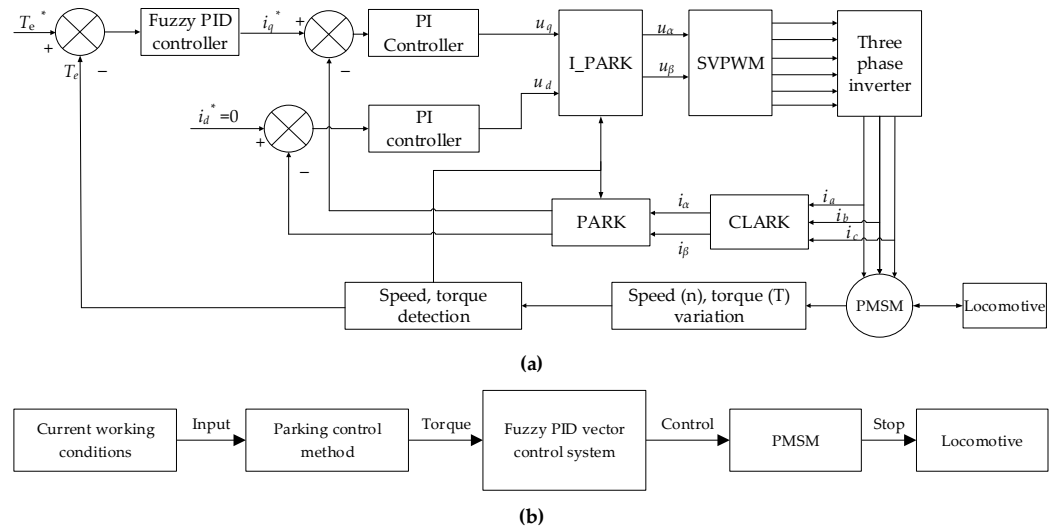 Te*
+
Te
−
Fuzzy PID
controller
iq*
+
−
PI
Controller
uq
I_PARK
uα
uβ
SVPWM
Three
phase
inverter
id* =0
+
−
PI
controller
ud
PARK
iα
iβ
CLARK
ia
ib
ic
Speed, torque
detection
Speed (n), torque (T)
variation
PMSM
Locomotive
(a)
Current working
conditions
Input
Parking control
method
Torque
Fuzzy PID vector
control system
Control
PMSM
Stop
Locomotive
(b)